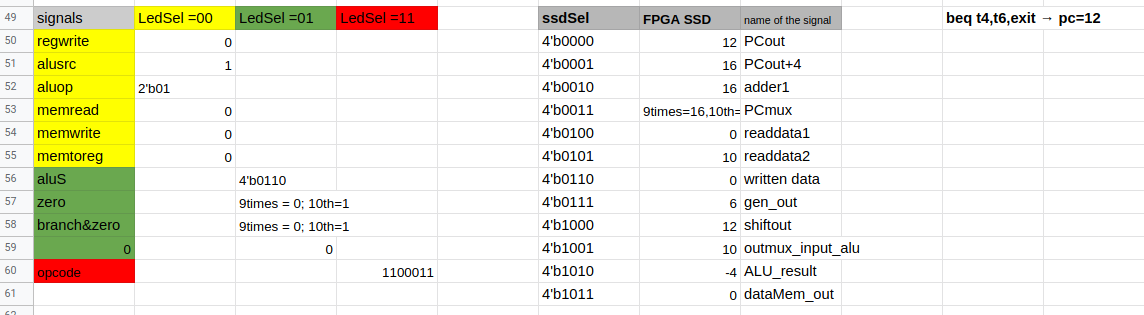 49 signals LedSel =00 LedSel =01 LedSel =11 ssdSel FPGA SSD name of the signal beq t4,t6,exit → pc=12
50 regwrite 0 4'b0000 12 PCout
51 alusrc 1 4'b0001 16 PCout+4
52 aluop 2'b01 4'b0010 16 adder1
53 memread 0 4'b0011 9times=16,10th= PCmux
54 memwrite 0 4'b0100 0 readdata1
55 memtoreg 0 4'b0101 10 readdata2
56 aluS 4'b0110 4'b0110 0 written data
57 zero 9times = 0; 10th=1 4'b0111 6 gen_out
58 branch&zero 9times = 0; 10th=1 4'b1000 12 shiftout
59 0 0 4'b1001 10 outmux_input_alu
60 opcode 1100011 4'b1010 -4 ALU_result
61 4'b1011 0 dataMem_out